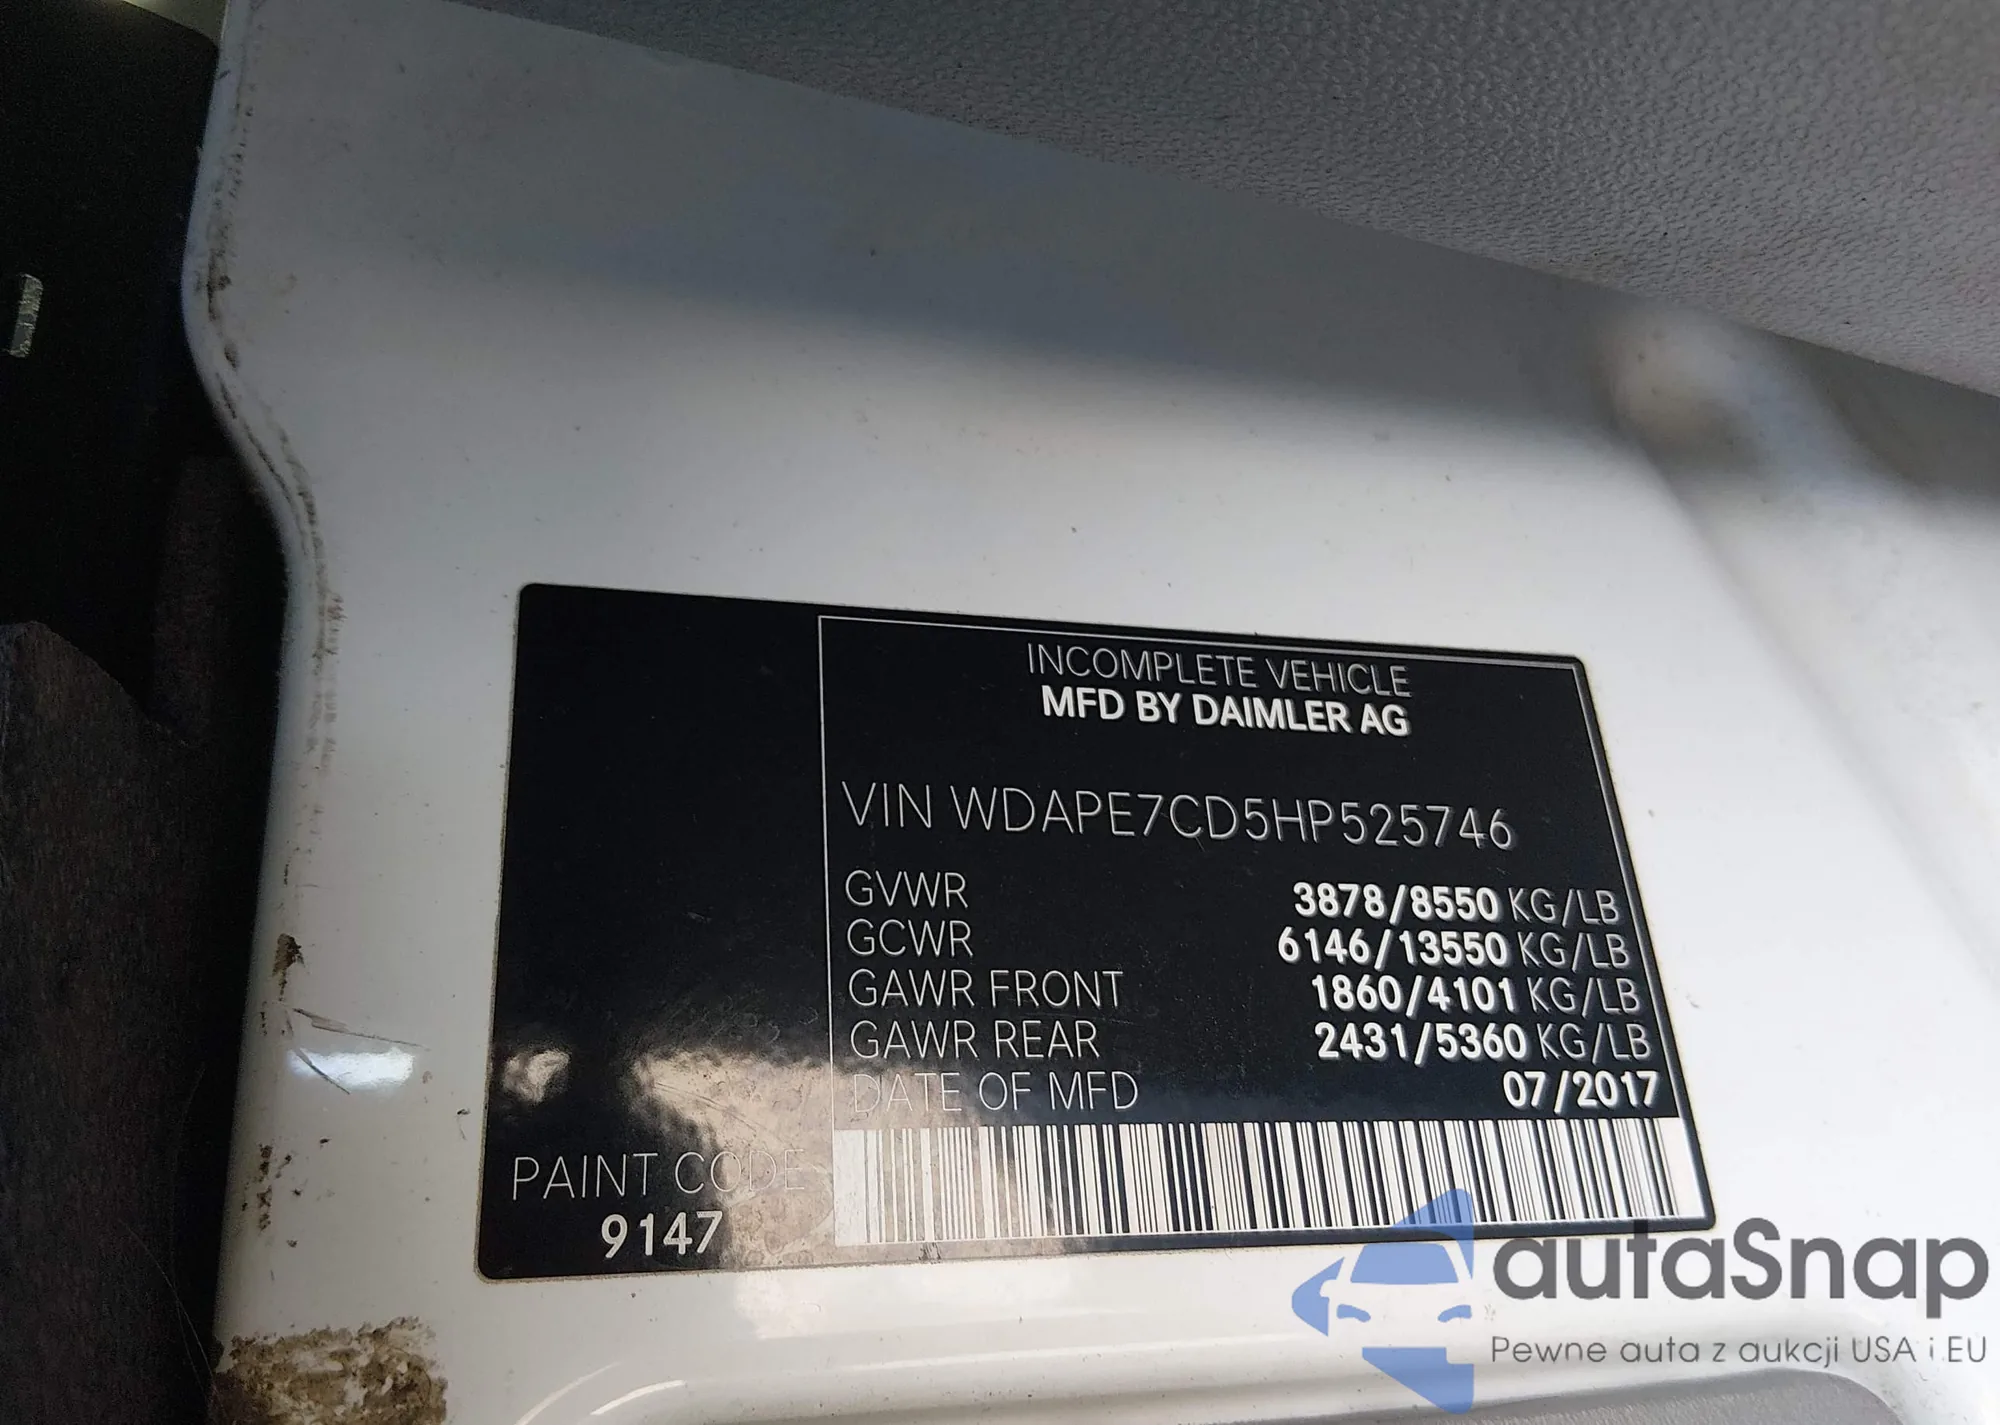 INCOMPLETE VEHICLE
MFD BY DAIMLER AG
VIN WDAPE7CD5HP525746
GVWR 3878/8550 KG/LB
GCWR 6146/13550 KG/LB
GAWR FRONT 1860/4101 KG/LB
GAWR REAR 2431/5360 KG/LB
DATE OF MFD 07/2017
PAINT CODE
9147
autaSnap
Pewne auta z aukcji USA i EU